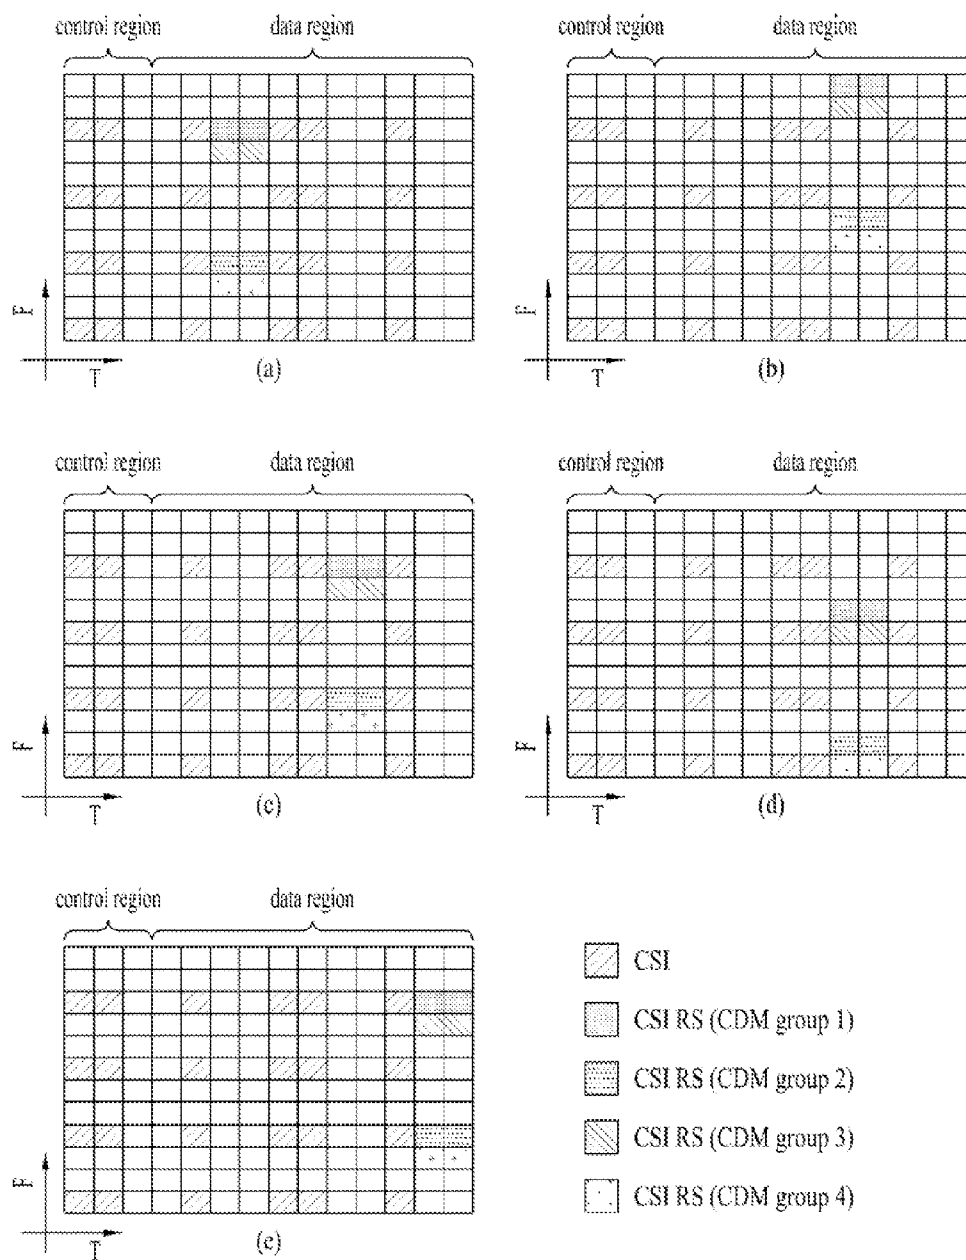 control region data region
F
T
(a)
control region data region
F
T
(b)
control region data region
F
T
(c)
control region data region
F
T
(d)
control region data region
F
T
(e)
CSI
CSI RS (CDM group 1)
CSI RS (CDM group 2)
CSI RS (CDM group 3)
CSI RS (CDM group 4)